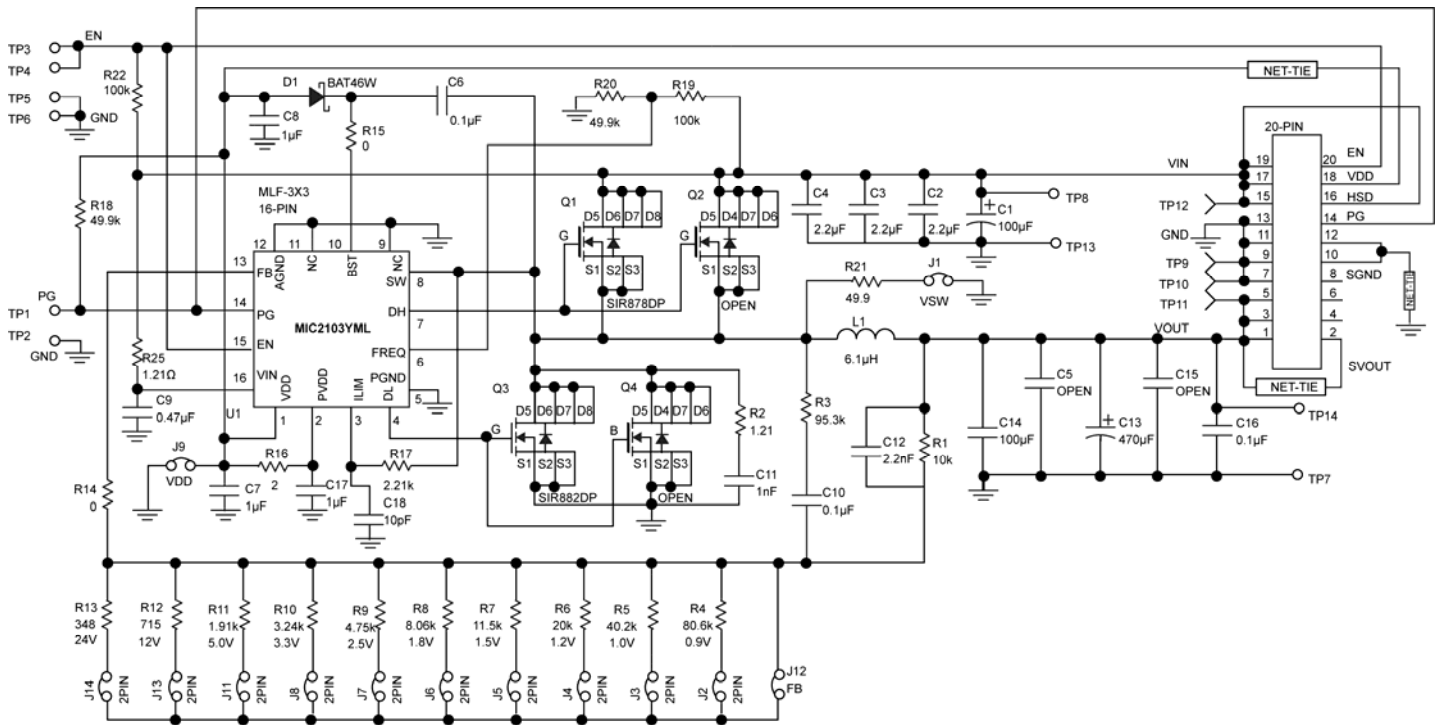 TP3
TP4
TP5
TP6
EN
GND
R22
100k
D1
BAT46W
C8
1µF
R15
0
C6
0.1µF
R20
49.9k
R19
100k
NET-TIE
20-PIN
VIN
19
17
15
13
11
9
7
5
3
1
20
18
16
14
12
10
8
6
4
2
EN
VDD
HSD
PG
SGND
SVOUT
TP12
GND
TP9
TP10
TP11
VOUT
NET-TIE
NET-TIE
R18
49.9k
MLF-3X3
16-PIN
Q1
D5
D6
D7
D8
G
S1
S2
S3
SIR878DP
Q2
D5
D4
D7
D6
G
S1
S2
S3
OPEN
C4
2.2µF
C3
2.2µF
C2
2.2µF
C1
100µF
TP8
TP13
12
11
10
9
AGND
NC
BST
NC
13
FB
14
PG
15
EN
16
VIN
SW
8
DH
7
FREQ
6
PGND
5
MIC2103YML
VDD
PVDD
ILIM
DL
1
2
3
4
U1
PG
TP1
TP2
GND
R25
1.21Ω
C9
0.47µF
R21
49.9
J1
VSW
L1
6.1µH
Q3
D5
D6
D7
D8
G
S1
S2
S3
SIR882DP
Q4
D5
D4
D7
D6
B
S1
S2
S3
OPEN
R2
1.21
C11
1nF
R3
95.3k
C10
0.1µF
C12
2.2nF
R1
10k
C14
100µF
C5
OPEN
C13
470µF
C15
OPEN
C16
0.1µF
TP14
TP7
J9
VDD
R16
2
C7
1µF
C17
1µF
R17
2.21k
C18
10pF
R14
0
R13
348
24V
R12
715
12V
R11
1.91k
5.0V
R10
3.24k
3.3V
R9
4.75k
2.5V
R8
8.06k
1.8V
R7
11.5k
1.5V
R6
20k
1.2V
R5
40.2k
1.0V
R4
80.6k
0.9V
J14
2PIN
J13
2PIN
J11
2PIN
J8
2PIN
J7
2PIN
J6
2PIN
J5
2PIN
J4
2PIN
J3
2PIN
J2
2PIN
J12
FB